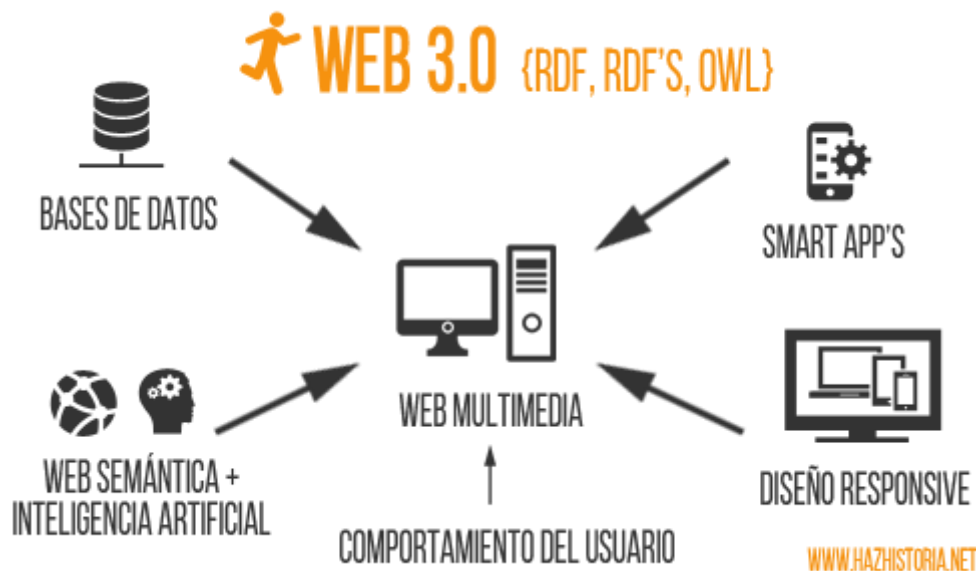 WEB 3.0 {RDF, RDF'S, OWL}
BASES DE DATOS
SMART APP'S
WEB MULTIMEDIA
WEB SEMÁNTICA +
INTELIGENCIA ARTIFICIAL
DISEÑO RESPONSIVE
COMPORTAMIENTO DEL USUARIO
WWW.HAZHISTORIA.NET